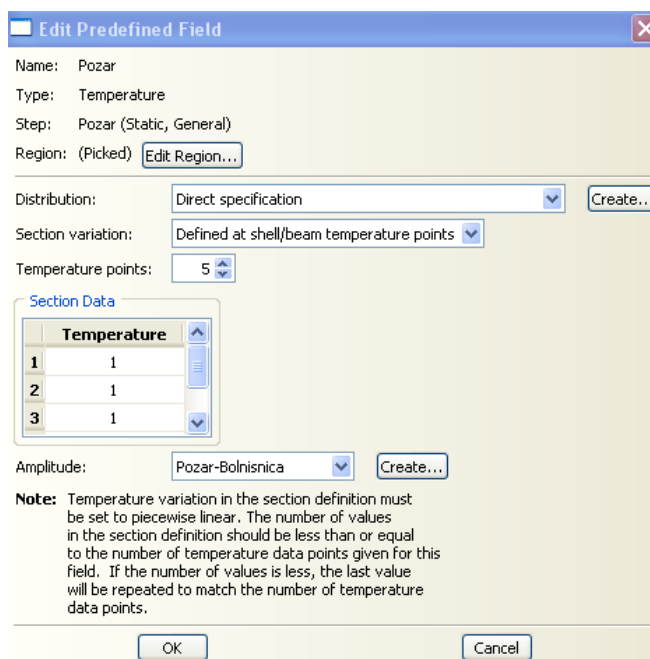 Edit Predefined Field
Name: Pozar
Type: Temperature
Step: Pozar (Static, General)
Region: (Picked) Edit Region...
Distribution: Direct specification Create...
Section variation: Defined at shell/beam temperature points
Temperature points: 5
Section Data
Temperature
1 1
2 1
3 1
Amplitude: Pozar-Bolnisnica Create...
Note: Temperature variation in the section definition must
be set to piecewise linear. The number of values
in the section definition should be less than or equal
to the number of temperature data points given for this
field. If the number of values is less, the last value
will be repeated to match the number of temperature
data points.
OK Cancel